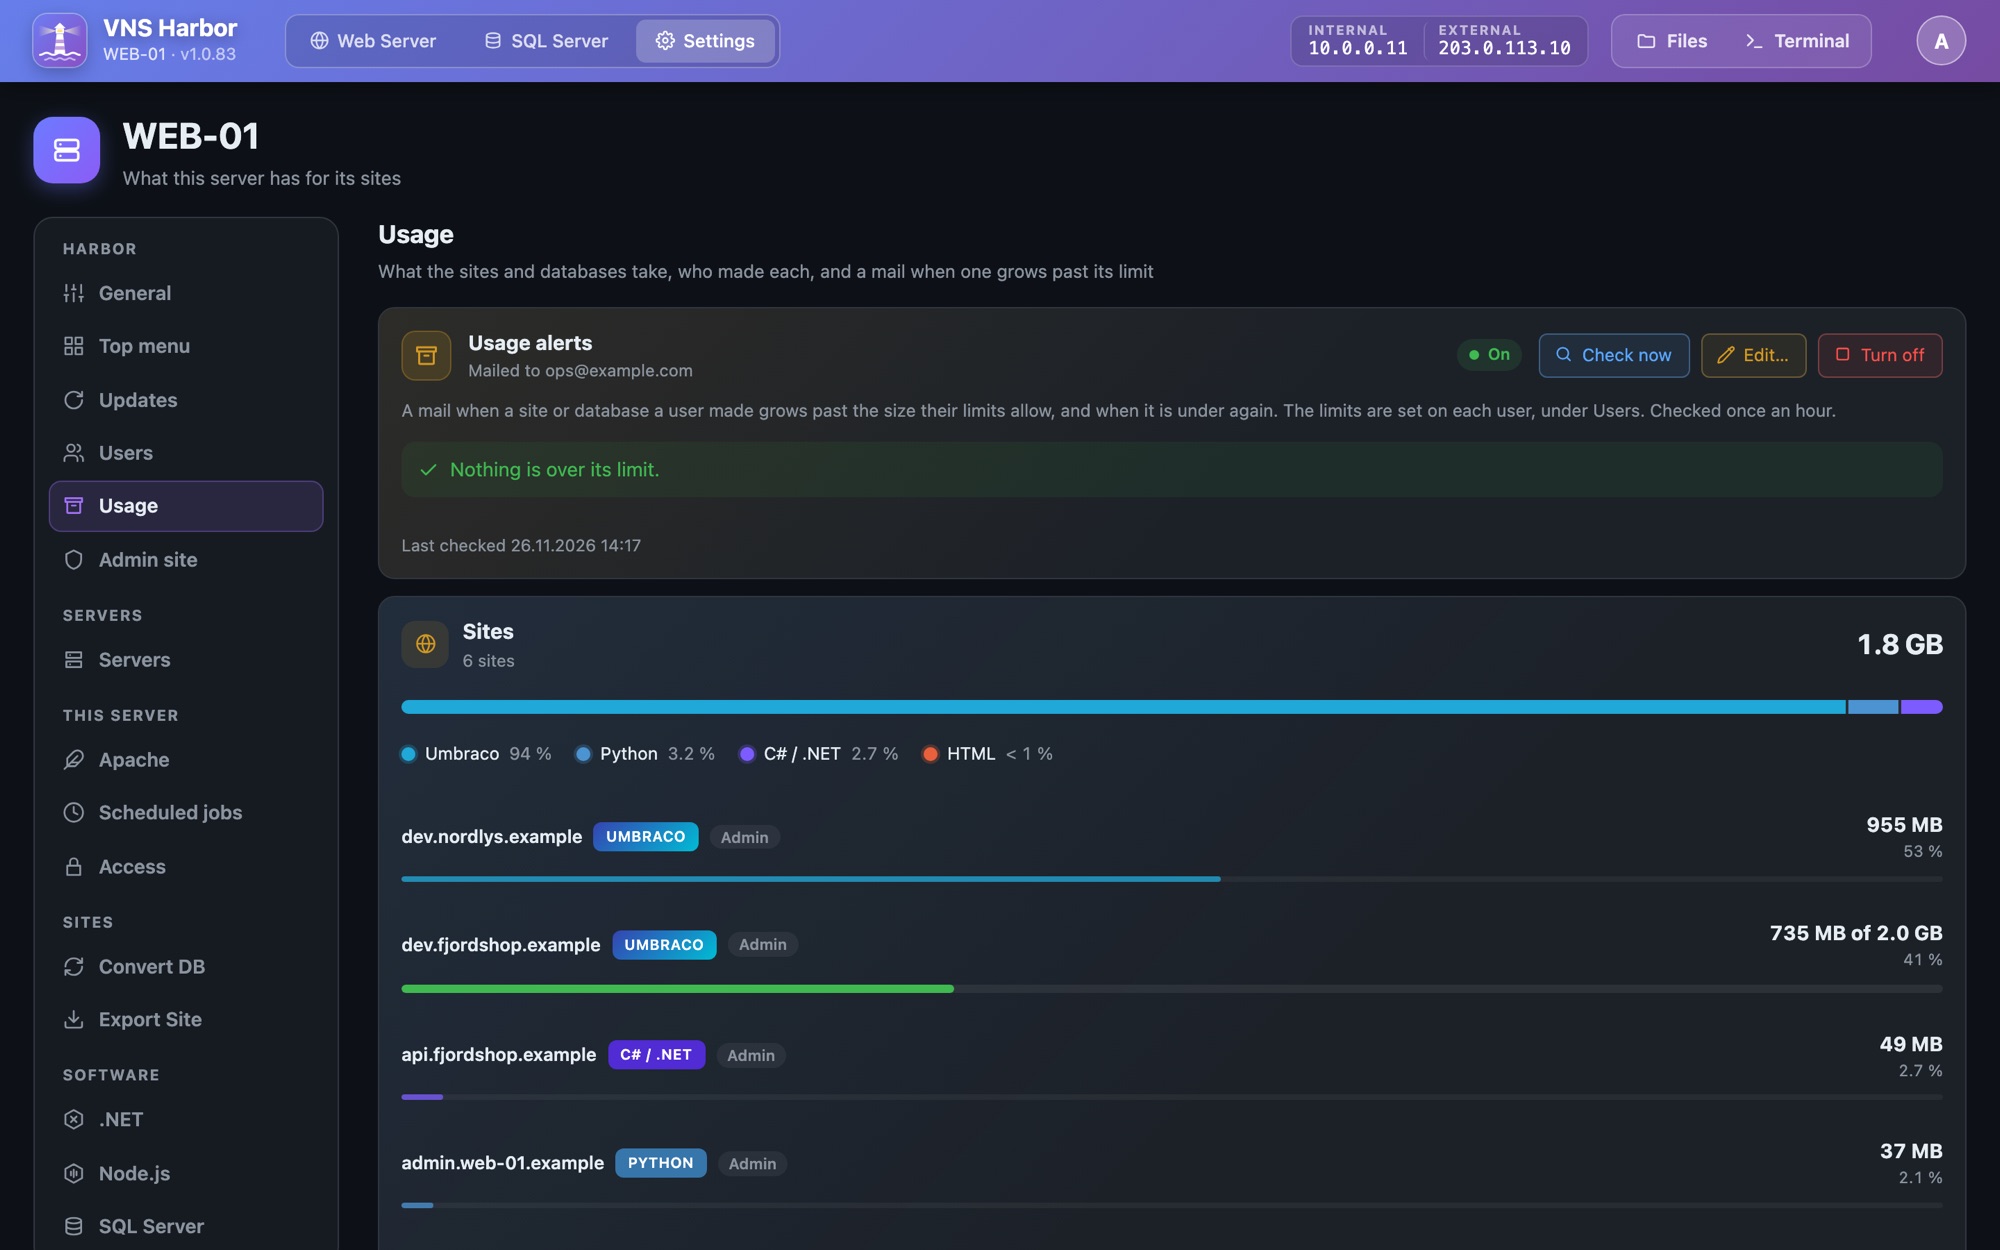 VNS Harbor
WEB-01 · v1.0.83
Web Server
SQL Server
Settings
INTERNAL
10.0.0.11
EXTERNAL
203.0.113.10
Files
Terminal
A
WEB-01
What this server has for its sites
HARBOR
General
Top menu
Updates
Users
Usage
Admin site
SERVERS
Servers
THIS SERVER
Apache
Scheduled jobs
Access
SITES
Convert DB
Export Site
SOFTWARE
.NET
Node.js
SQL Server
Usage
What the sites and databases take, who made each, and a mail when one grows past its limit
Usage alerts
Mailed to ops@example.com
On
Check now
Edit...
Turn off
A mail when a site or database a user made grows past the size their limits allow, and when it is under again. The limits are set on each user, under Users. Checked once an hour.
Nothing is over its limit.
Last checked 26.11.2026 14:17
Sites
6 sites
1.8 GB
Umbraco 94 %
Python 3.2 %
C# / .NET 2.7 %
HTML < 1 %
dev.nordlys.example UMBRACO Admin
955 MB
53 %
dev.fjordshop.example UMBRACO Admin
735 MB of 2.0 GB
41 %
api.fjordshop.example C# / .NET Admin
49 MB
2.7 %
admin.web-01.example PYTHON Admin
37 MB
2.1 %